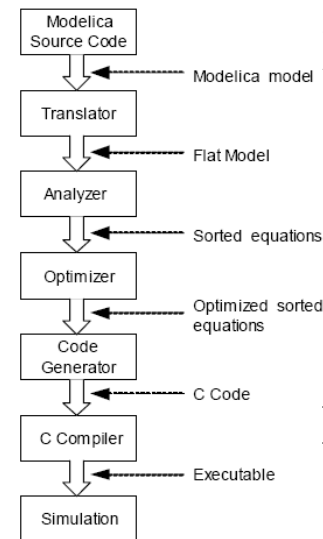 Modelica
Source Code
Modelica model
Translator
Flat Model
Analyzer
Sorted equations
Optimizer
Optimized sorted
equations
Code
Generator
C Code
C Compiler
Executable
Simulation